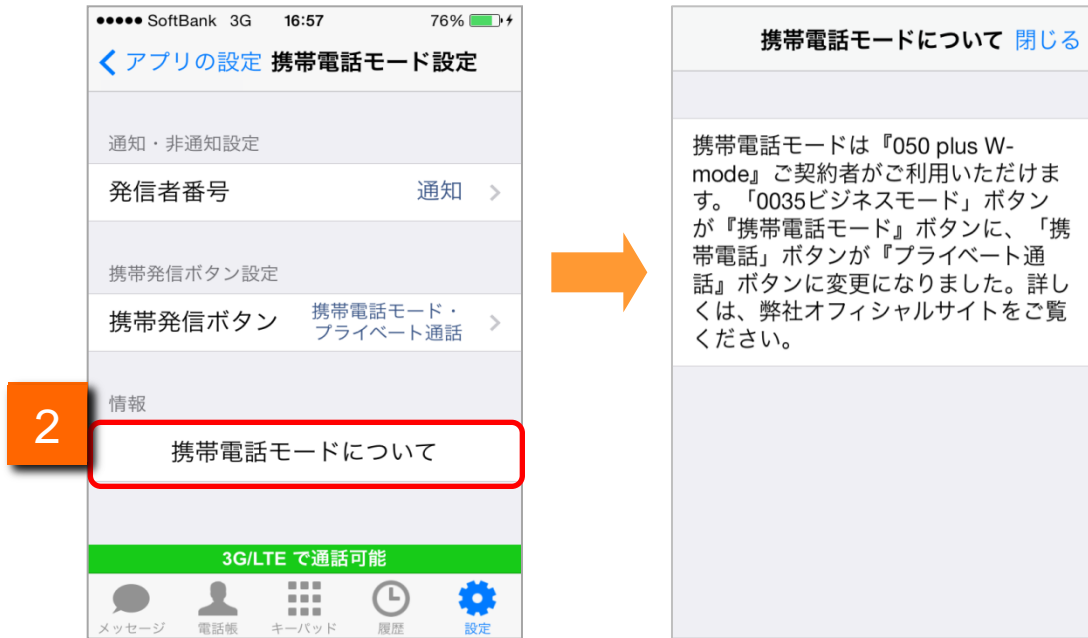 ●●●●● SoftBank 3G 16:57 76%
アプリの設定 携帯電話モード設定
通知・非通知設定
発信者番号 通知
携帯発信ボタン設定
携帯発信ボタン 携帯電話モード・
プライベート通話
情報
2
携帯電話モードについて
3G/LTE で通話可能
メッセージ 電話帳 キーパッド 履歴 設定
携帯電話モードについて 閉じる
携帯電話モードは『050 plus W-
mode』ご契約者がご利用いただけま
す。「0035ビジネスモード」ボタン
が『携帯電話モード』ボタンに、「携
帯電話」ボタンが『プライベート通
話』ボタンに変更になりました。詳し
くは、弊社オフィシャルサイトをご覧
ください。